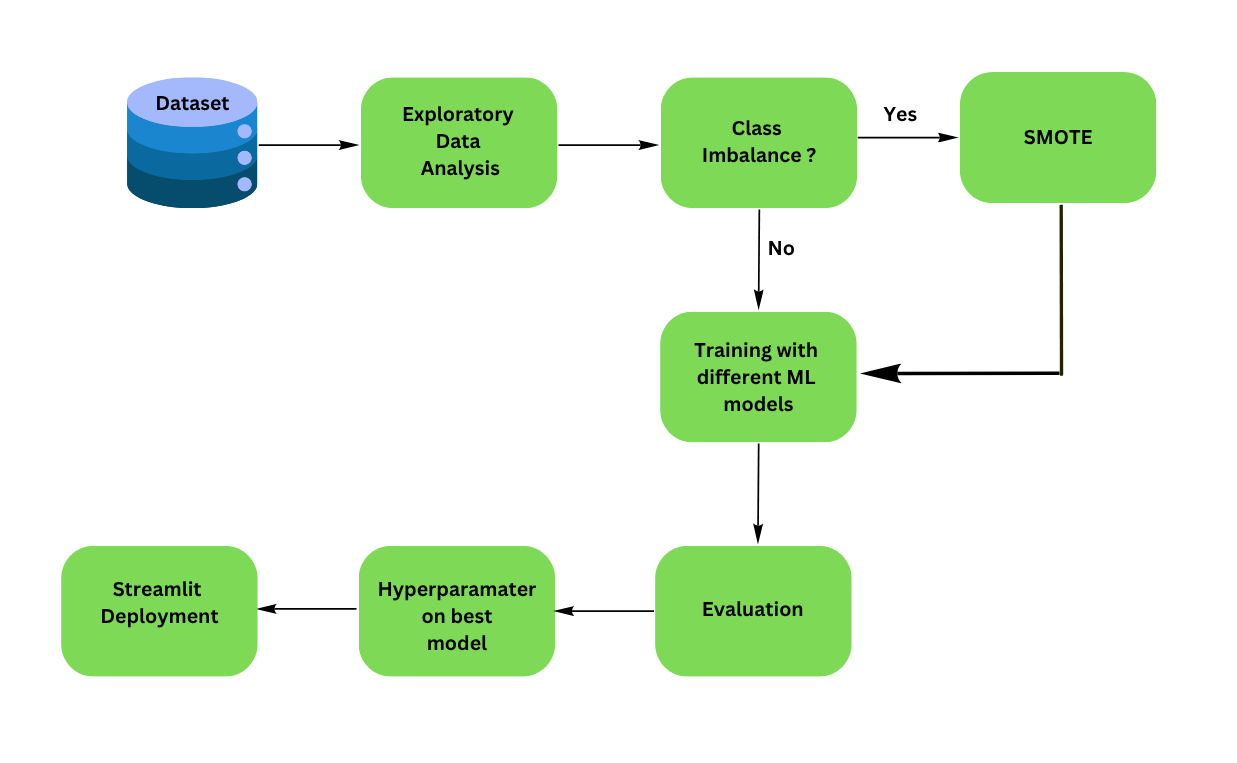 Dataset
Exploratory
Data
Analysis
Class
Imbalance ?
Yes
SMOTE
No
Training with
different ML
models
Streamlit
Deployment
Hyperparamater
on best
model
Evaluation